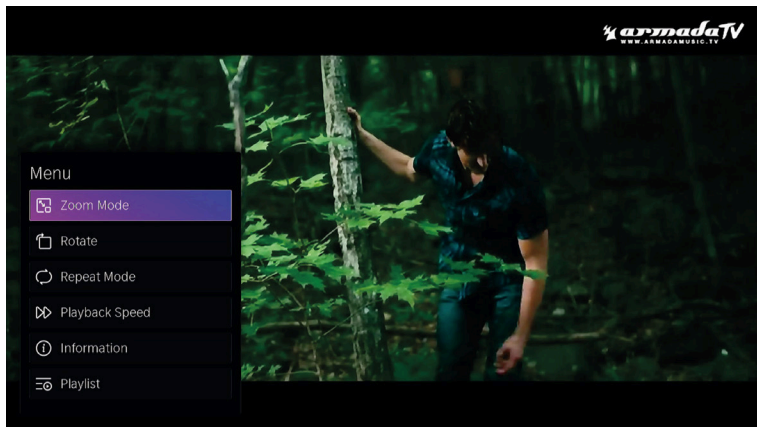 armadaTV
WWW.ARMADAMUSIC.TV
Menu
Zoom Mode
Rotate
Repeat Mode
Playback Speed
Information
Playlist